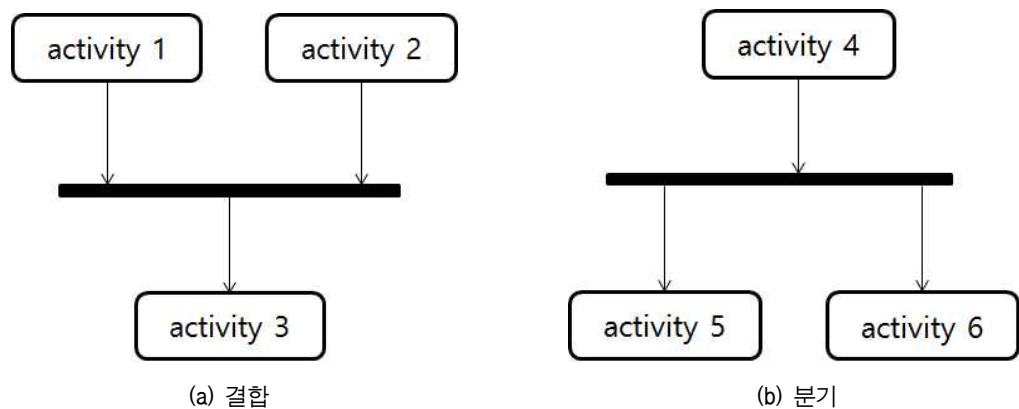 activity 1
activity 2
activity 3
(a) 결합
activity 4
activity 5
activity 6
(b) 분기